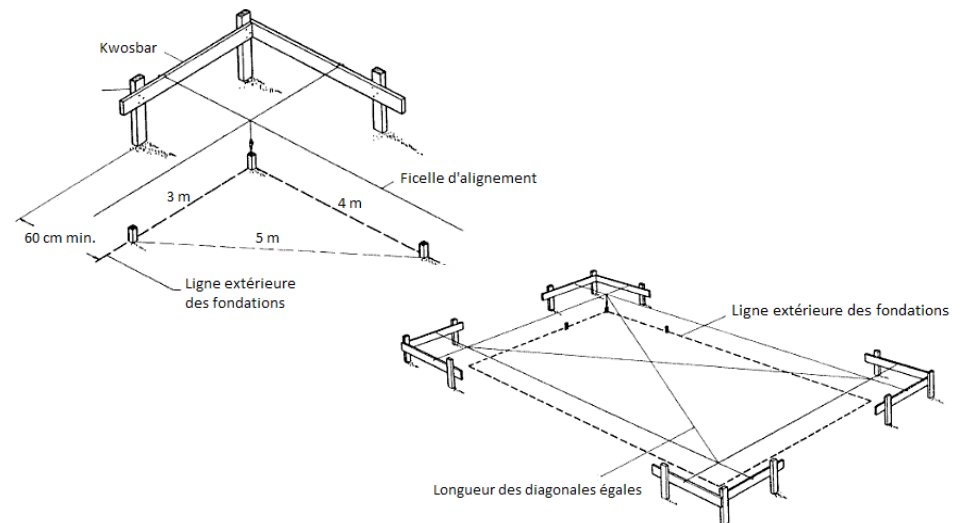 Kwosbar
Ficelle d'alignement
3 m
4 m
5 m
60 cm min.
Ligne extérieure
des fondations
Ligne extérieure des fondations
Longueur des diagonales égales